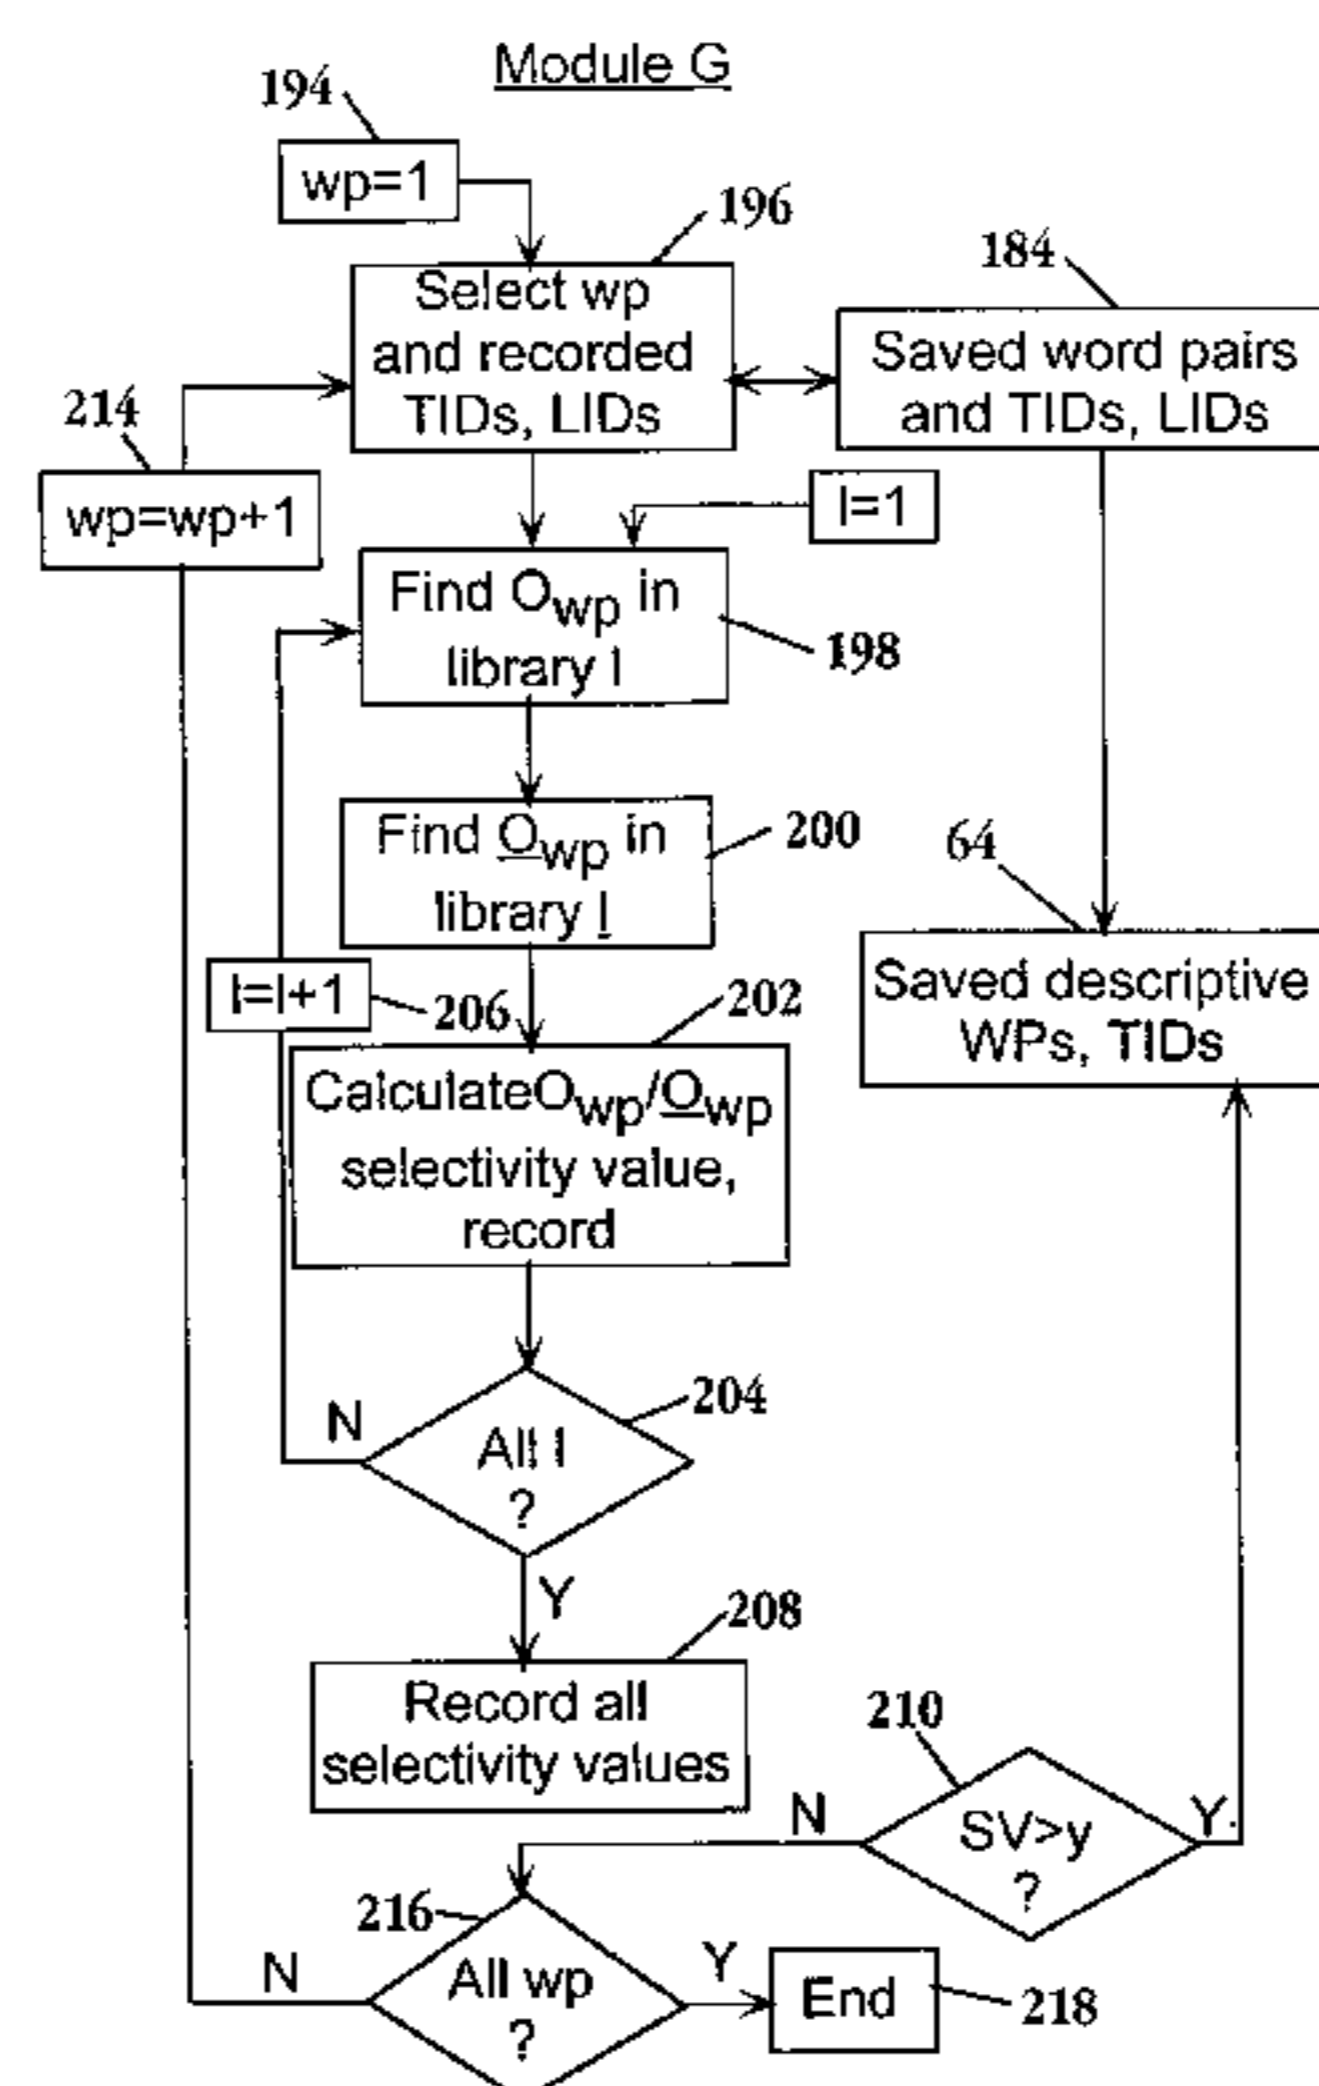 Module G
194
wp=1
196
184
Select wp
and recorded
TIDs, LIDs
Saved word pairs
and TIDs, LIDs
214
wp=wp+1
l=1
Find Owp in
library l
198
Find Owp in
library l
200
64
Saved descriptive
WPs, TIDs
l=l+1
206
202
CalculateOwp/Owp
selectivity value,
record
204
N
All l
?
Y
208
Record all
selectivity values
210
N
SV>y
?
Y
216
N
All wp
?
Y
End
218